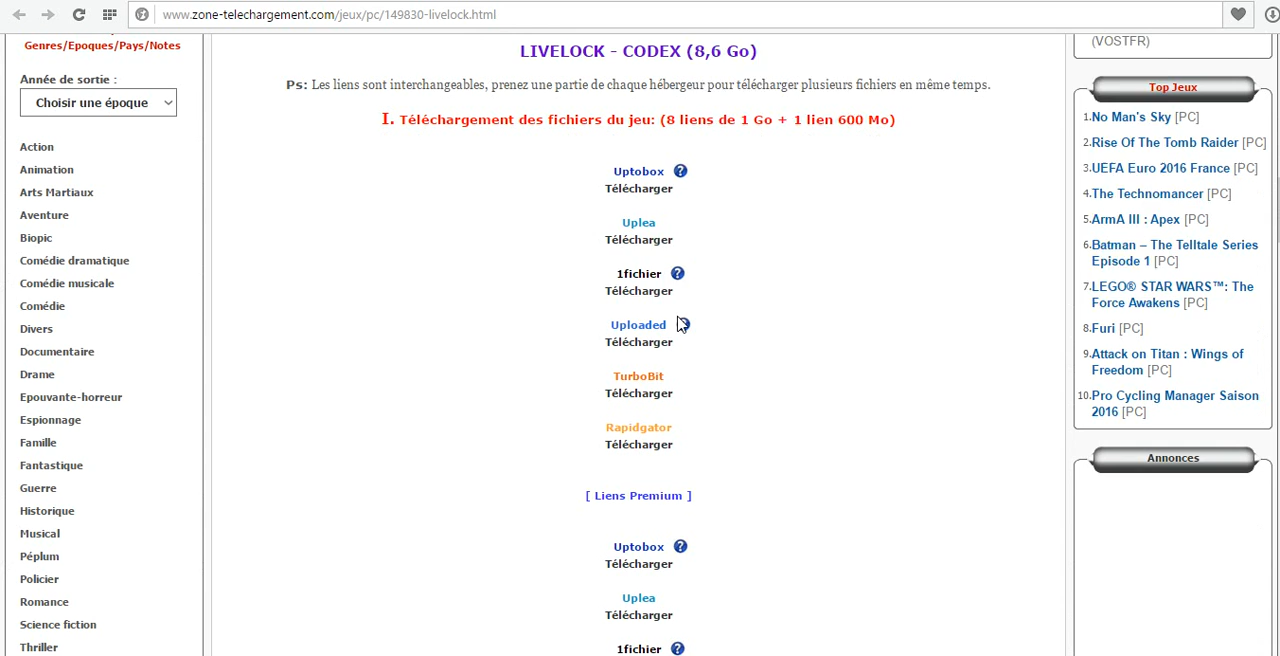 www.zone-telechargement.com/jeux/pc/149830-livelock.html
Genres/Epoques/Pays/Notes
Année de sortie :
Choisir une époque
Action
Animation
Arts Martiaux
Aventure
Biopic
Comédie dramatique
Comédie musicale
Comédie
Divers
Documentaire
Drame
Epouvante-horreur
Espionnage
Famille
Fantastique
Guerre
Historique
Musical
Péplum
Policier
Romance
Science fiction
Thriller
LIVELOCK - CODEX (8,6 Go)
Ps: Les liens sont interchangeables, prenez une partie de chaque hébergeur pour télécharger plusieurs fichiers en même temps.
I. Téléchargement des fichiers du jeu: (8 liens de 1 Go + 1 lien 600 Mo)
Uptobox ?
Télécharger
Uplea
Télécharger
1fichier ?
Télécharger
Uploaded
Télécharger
TurboBit
Télécharger
Rapidgator
Télécharger
[ Liens Premium ]
Uptobox ?
Télécharger
Uplea
Télécharger
1fichier ?
(VOSTFR)
Top Jeux
1.No Man's Sky [PC]
2.Rise Of The Tomb Raider [PC]
3.UEFA Euro 2016 France [PC]
4.The Technomancer [PC]
5.ArmA III : Apex [PC]
6.Batman – The Telltale Series
Episode 1 [PC]
7.LEGO® STAR WARS™: The
Force Awakens [PC]
8.Furi [PC]
9.Attack on Titan : Wings of
Freedom [PC]
10.Pro Cycling Manager Saison
2016 [PC]
Annonces